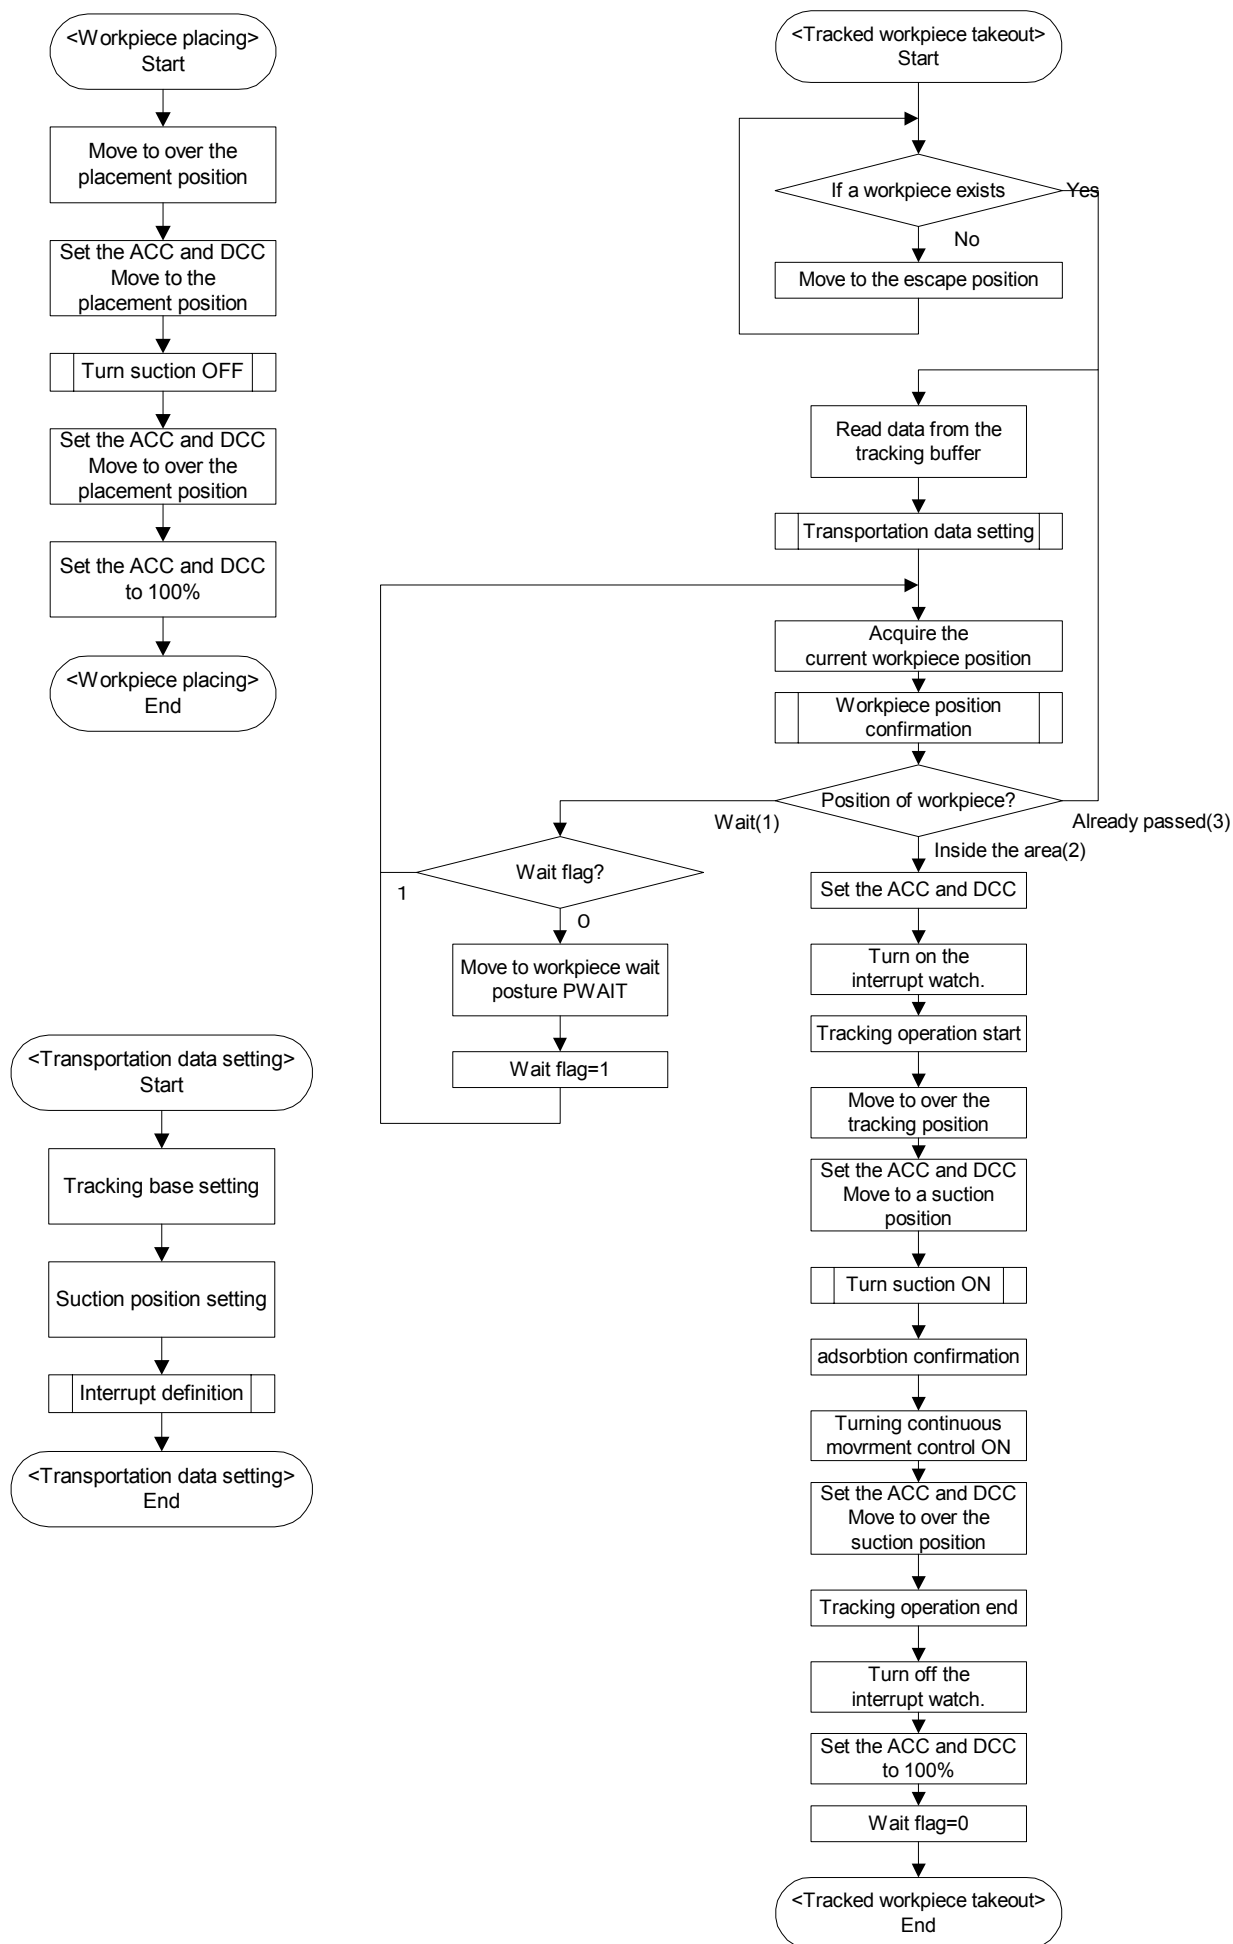 <Workpiece placing>
Start
Move to over the
placement position
Set the ACC and DCC
Move to the
placement position
Turn suction OFF
Set the ACC and DCC
Move to over the
placement position
Set the ACC and DCC
to 100%
<Workpiece placing>
End
<Transportation data setting>
Start
Tracking base setting
Suction position setting
Interrupt definition
<Transportation data setting>
End
<Tracked workpiece takeout>
Start
If a workpiece exists
Yes
No
Move to the escape position
Read data from the
tracking buffer
Transportation data setting
Acquire the
current workpiece position
Workpiece position
confirmation
Position of workpiece?
Wait(1)
Already passed(3)
Inside the area(2)
Wait flag?
1
0
Move to workpiece wait
posture PWAIT
Wait flag=1
Set the ACC and DCC
Turn on the
interrupt watch.
Tracking operation start
Move to over the
tracking position
Set the ACC and DCC
Move to a suction
position
Turn suction ON
adsorbtion confirmation
Turning continuous
movrment control ON
Set the ACC and DCC
Move to over the
suction position
Tracking operation end
Turn off the
interrupt watch.
Set the ACC and DCC
to 100%
Wait flag=0
<Tracked workpiece takeout>
End